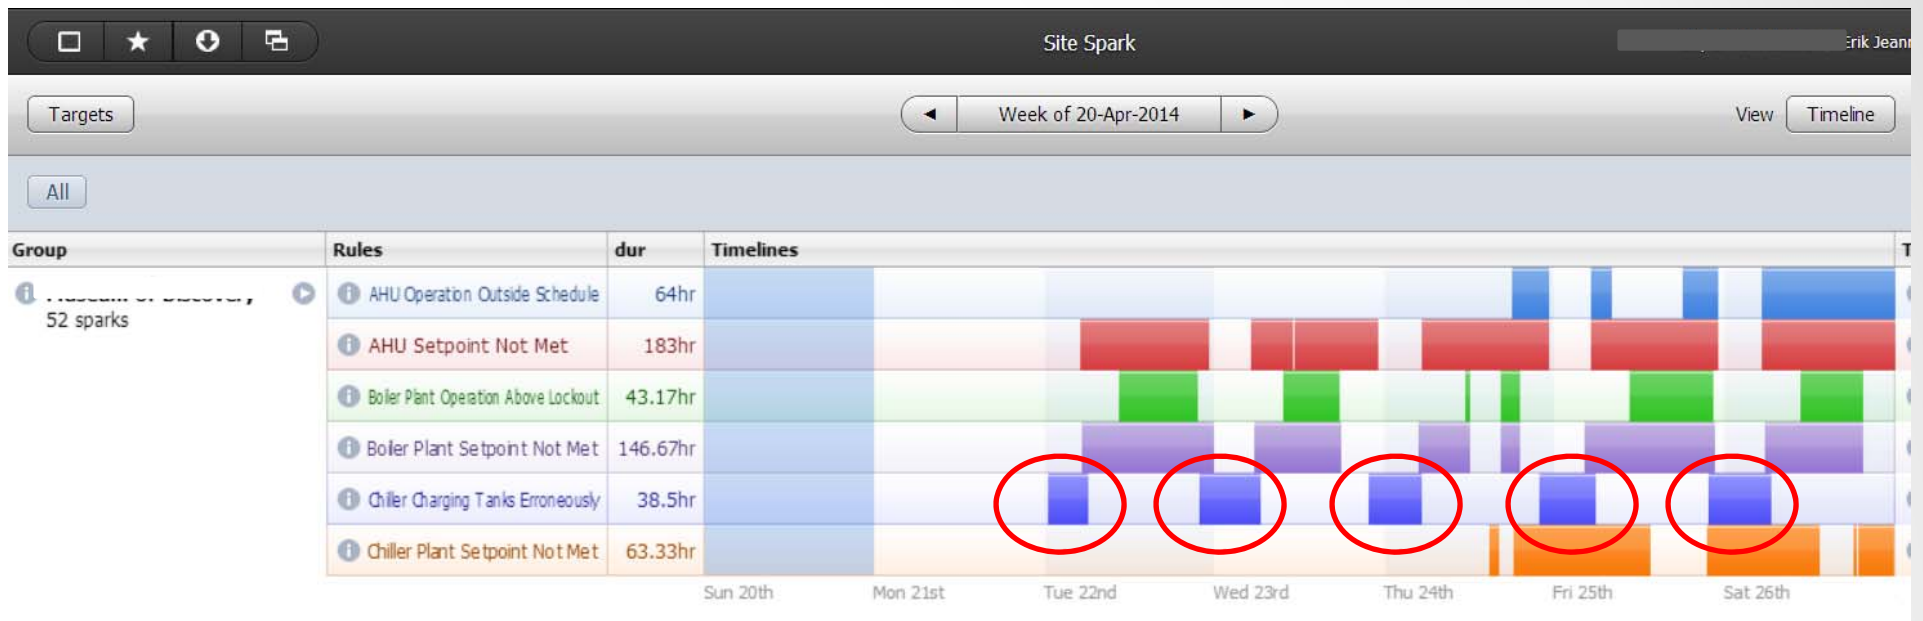 Site Spark
Erik Jean
Targets
Week of 20-Apr-2014
View Timeline
All
Group Rules dur Timelines T
AHU Operation Outside Schedule 64hr
52 sparks
AHU Setpoint Not Met 183hr
Boiler Plant Operation Above Lockout 43.17hr
Boiler Plant Setpoint Not Met 146.67hr
Chiller Charging Tanks Erroneously 38.5hr
Chiller Plant Setpoint Not Met 63.33hr
Sun 20th Mon 21st Tue 22nd Wed 23rd Thu 24th Fri 25th Sat 26th